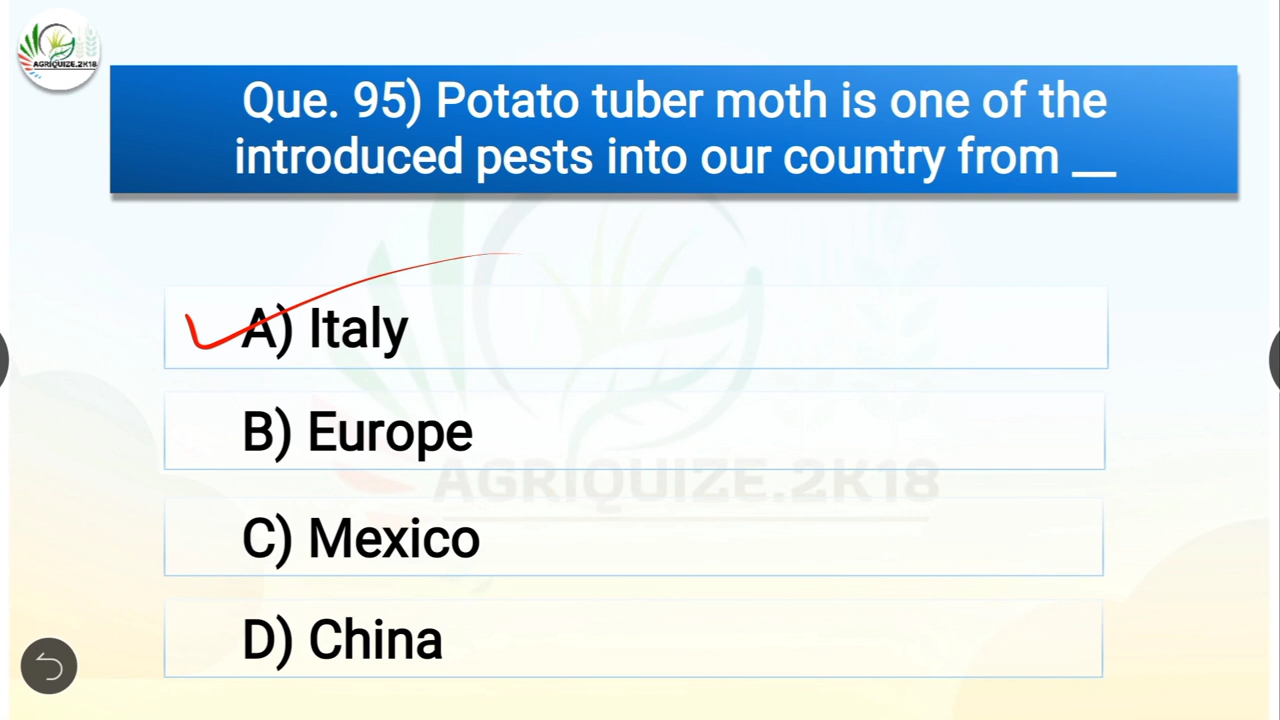 AGRIQUIZE.2K18
Que. 95) Potato tuber moth is one of the
introduced pests into our country from __
A) Italy
B) Europe
AGRIQUIZE.2K18
C) Mexico
D) China